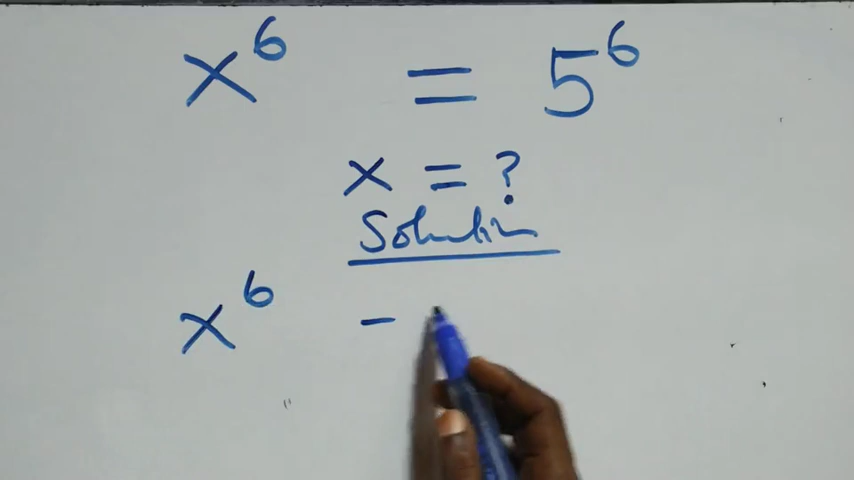 x⁶ = 5⁶
x = ?
Solution
x⁶ -